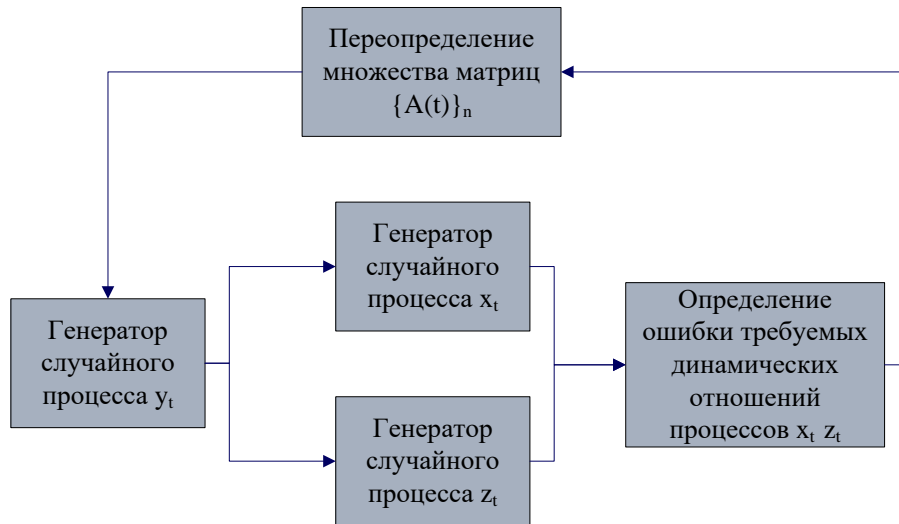 Переопределение
множества матриц
{A(t)}n
Генератор
случайного
процесса xt
Генератор
случайного
процесса yt
Определение
ошибки требуемых
динамических
отношений
процессов xt zt
Генератор
случайного
процесса zt